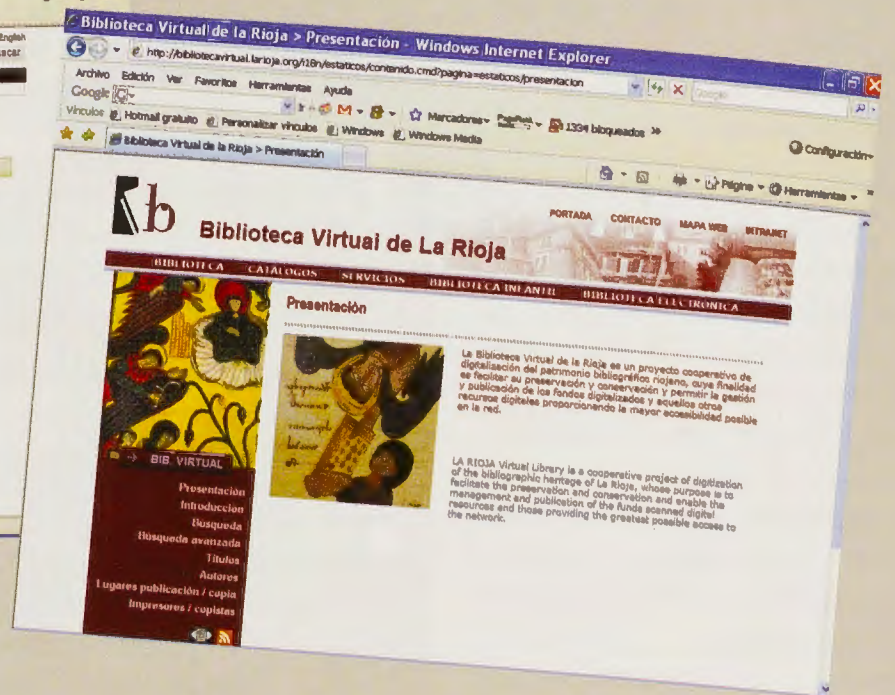 English
Biblioteca Virtual de la Rioja > Presentación - Windows Internet Explorer
http://bibliotecavirtual.larioja.org/i18n/estaticos/contenido.cmd?pagina=estaticos/presentacion
Google
Archivo Edición Ver Favoritos Herramientas Ayuda
Google
Marcadores
1334 bloqueados
Configuración
Vínculos Hotmail gratuito Personalizar vínculos Windows Windows Media
Biblioteca Virtual de la Rioja > Presentación
Página Herramientas
b
Biblioteca Virtual de La Rioja
PORTADA CONTACTO MAPA WEB INTRANET
BIBLIOTECA CATÁLOGOS SERVICIOS BIBLIOTECA INFANTIL BIBLIOTECA ELECTRÓNICA
Presentación
La Biblioteca Virtual de la Rioja es un proyecto cooperativo de
digitalización del patrimonio bibliográfico riojano, cuya finalidad
es facilitar su preservación y conservación y permitir la gestión
y publicación de los fondos digitalizados y aquellos otros
recursos digitales proporcionando la mayor accesibilidad posible
en la red.
LA RIOJA Virtual Library is a cooperative project of digitization
of the bibliographic heritage of La Rioja, whose purpose is to
facilitate the preservation and conservation and enable the
management and publication of the funds scanned digital
resources and those providing the greatest possible access to
the network.
BIB. VIRTUAL
Presentación
Introducción
Búsqueda
Búsqueda avanzada
Títulos
Autores
Lugares publicación / copia
Impresores / copistas